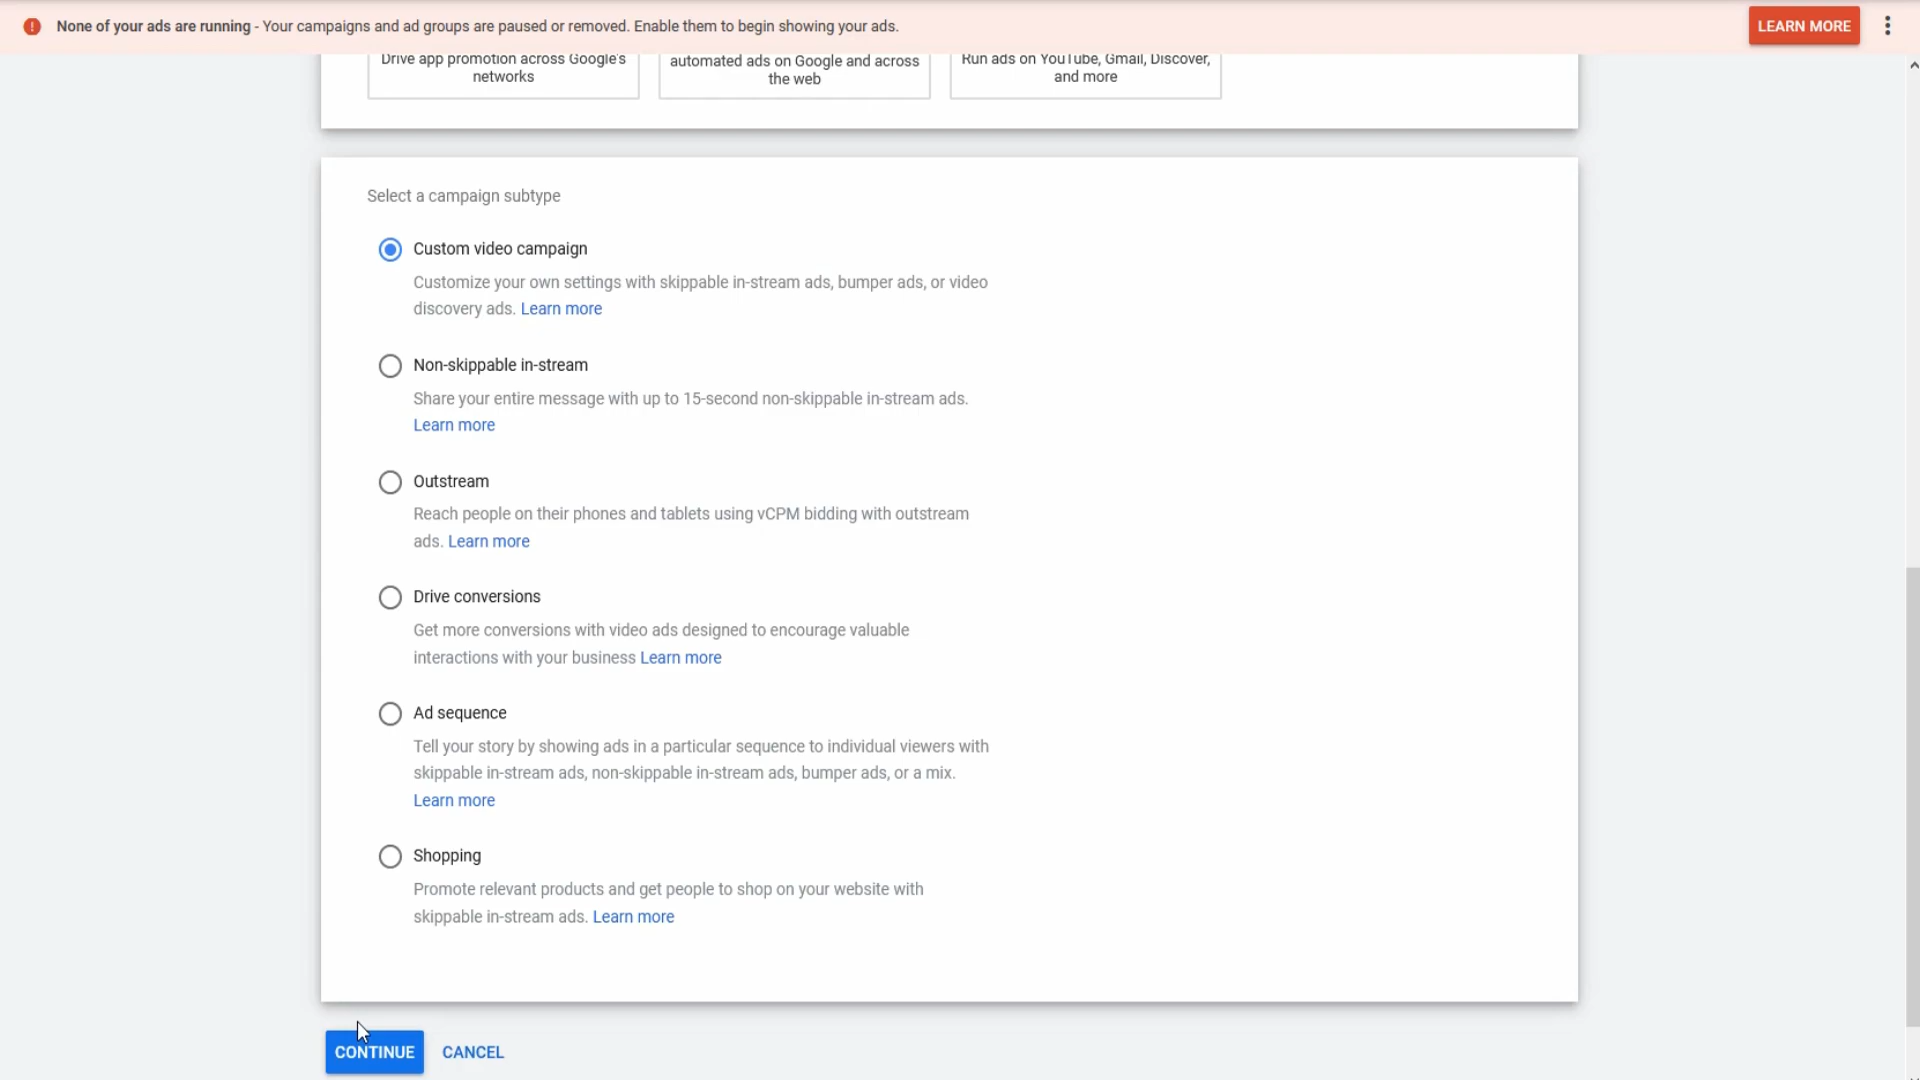 None of your ads are running - Your campaigns and ad groups are paused or removed. Enable them to begin showing your ads.
LEARN MORE
Drive app promotion across Google's
networks
automated ads on Google and across
the web
Run ads on YouTube, Gmail, Discover,
and more
Select a campaign subtype
Custom video campaign
Customize your own settings with skippable in-stream ads, bumper ads, or video
discovery ads. Learn more
Non-skippable in-stream
Share your entire message with up to 15-second non-skippable in-stream ads.
Learn more
Outstream
Reach people on their phones and tablets using vCPM bidding with outstream
ads. Learn more
Drive conversions
Get more conversions with video ads designed to encourage valuable
interactions with your business Learn more
Ad sequence
Tell your story by showing ads in a particular sequence to individual viewers with
skippable in-stream ads, non-skippable in-stream ads, bumper ads, or a mix.
Learn more
Shopping
Promote relevant products and get people to shop on your website with
skippable in-stream ads. Learn more
CONTINUE
CANCEL